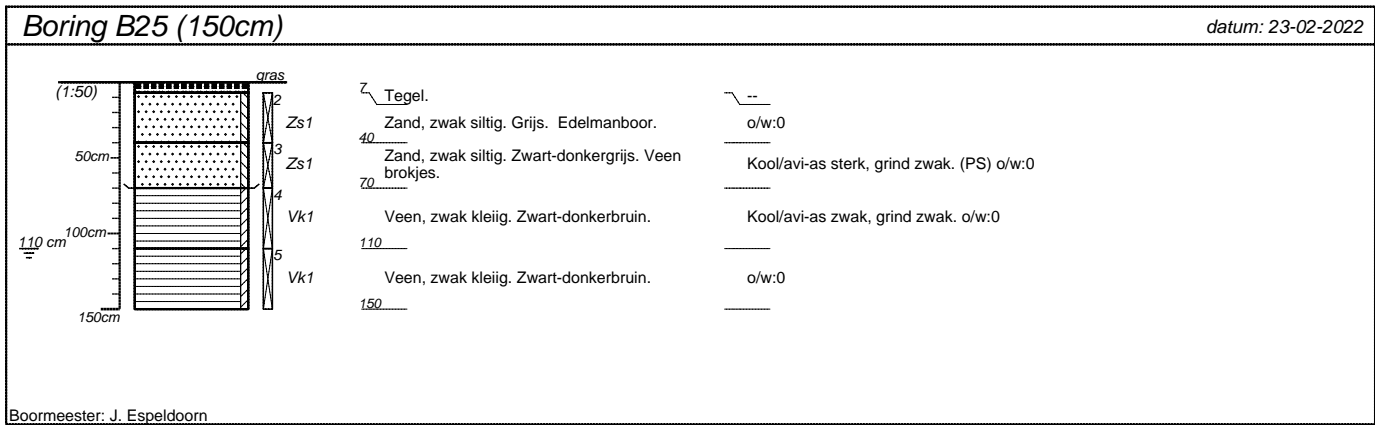 Boring B25 (150cm) datum: 23-02-2022
gras
(1:50) 7 Tegel. --
2 Zs1 Zand, zwak siltig. Grijs. Edelmanboor. o/w:0
40
50cm 3 Zs1 Zand, zwak siltig. Zwart-donkergrijs. Veen brokjes. Kool/avi-as sterk, grind zwak. (PS) o/w:0
70
4 Vk1 Veen, zwak kleiig. Zwart-donkerbruin. Kool/avi-as zwak, grind zwak. o/w:0
100cm
110 cm 110
5 Vk1 Veen, zwak kleiig. Zwart-donkerbruin. o/w:0
150cm 150
Boormeester: J. Espeldoorn